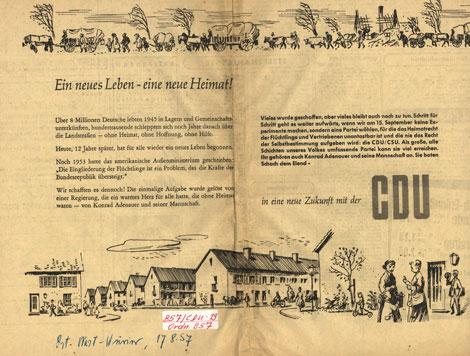 Ein neues Leben - eine neue Heimat!
Über 8 Millionen Deutsche lebten 1945 in Lagern und Gemeinschafts-
unterkünften, hunderttausende schleppten sich noch Jahre danach über
die Landstraßen — ohne Heimat, ohne Hoffnung, ohne Hilfe.
Heute, 12 Jahre später, hat für alle wieder ein neues Leben begonnen.
Noch 1953 hatte das amerikanische Außenministerium geschrieben:
„Die Eingliederung der Flüchtlinge ist ein Problem, das die Kräfte der
Bundesrepublik übersteigt."
Wir schafften es dennoch! Die einmalige Aufgabe wurde gelöst von
einer Regierung, die ein warmes Herz für alle hatte, die ohne Heimat
waren — von Konrad Adenauer und seiner Mannschaft.
Vieles wurde geschaffen, aber vieles bleibt auch noch zu tun. Schritt für
Schritt geht es weiter aufwärts, wenn wir am 15. September keine Ex-
perimente machen, sondern eine Partei wählen, für die das Heimatrecht
der Flüchtlinge und Vertriebenen unantastbar ist und die das Recht der
Selbstbestimmung aufgeben wird: die CDU/CSU. Als große, alle
Schichten unseres Volkes umfassende Partei kann sie viel erreichen.
Ihr gehören auch Konrad Adenauer und seine Mannschaft an. Sie boten
Schach dem Elend -
in eine neue Zukunft mit der
CDU
B57/CDU-
Ordn. B57
17.8.57